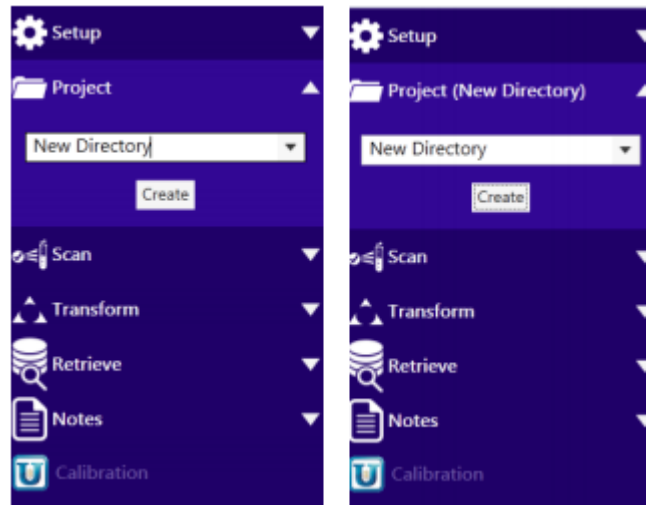 Setup
Project
New Directory
Create
Scan
Transform
Retrieve
Notes
Calibration
Setup
Project (New Directory)
New Directory
Create
Scan
Transform
Retrieve
Notes
Calibration